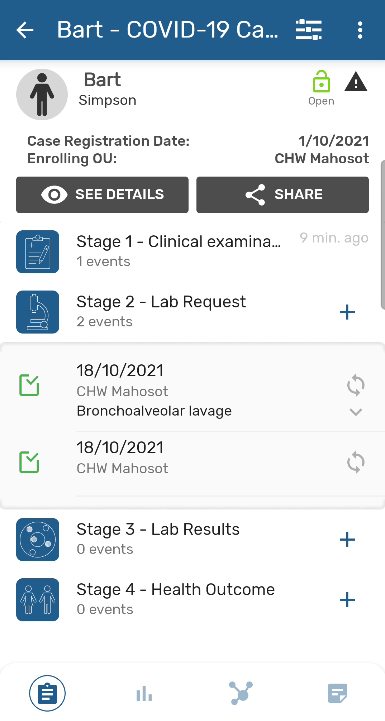 Bart - COVID-19 Ca...
Bart
Simpson
Open
Case Registration Date: 1/10/2021
Enrolling OU: CHW Mahosot
SEE DETAILS
SHARE
Stage 1 - Clinical examina... 9 min. ago
1 events
Stage 2 - Lab Request
2 events
18/10/2021
CHW Mahosot
Bronchoalveolar lavage
18/10/2021
CHW Mahosot
Stage 3 - Lab Results
0 events
Stage 4 - Health Outcome
0 events